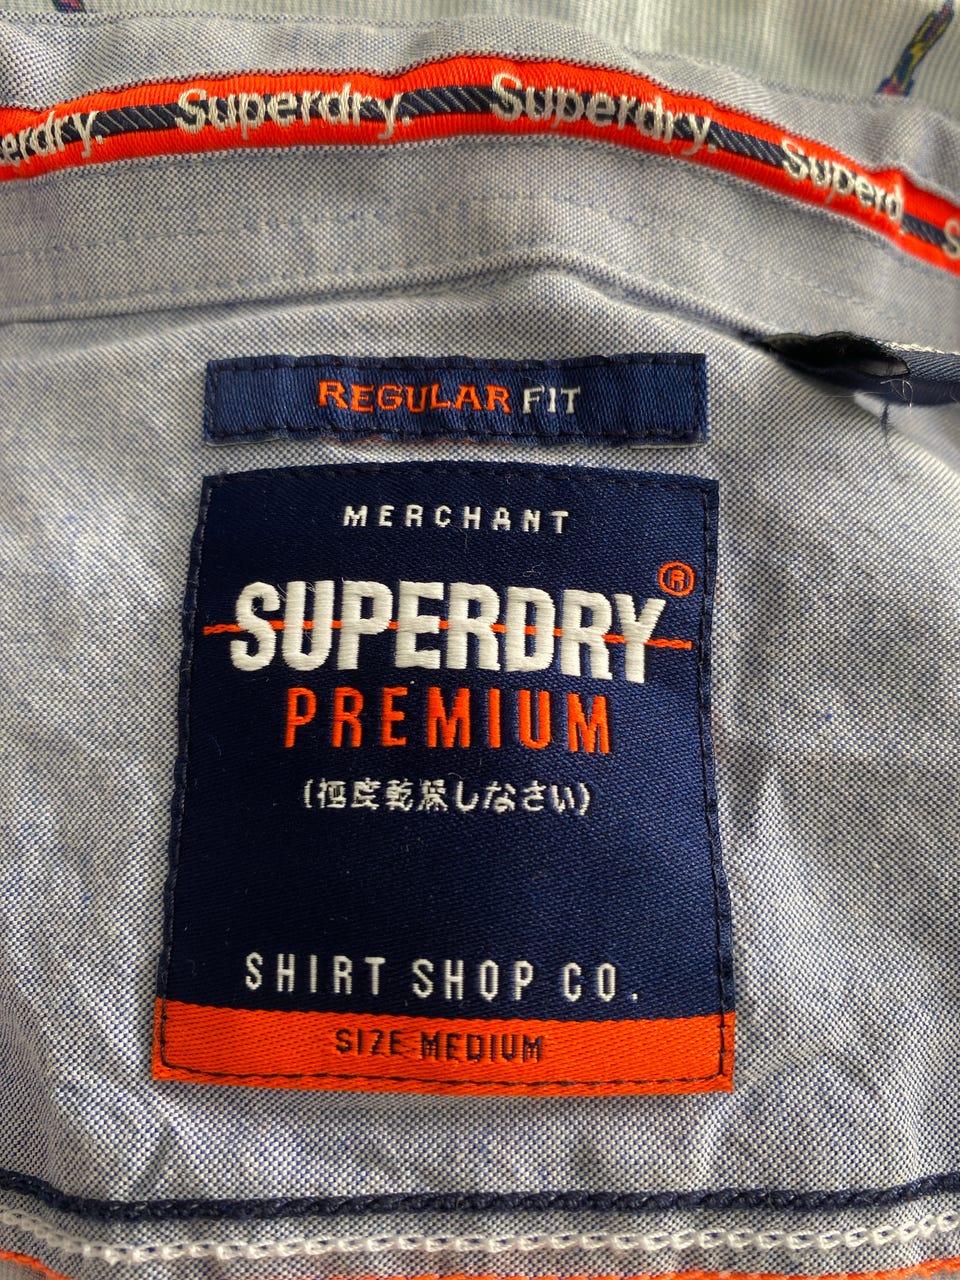 erdry. Superdry. Superdry. Superd. S
REGULAR FIT
MERCHANT
SUPERDRY®
PREMIUM
(極度乾燥しなさい)
SHIRT SHOP CO.
SIZE MEDIUM